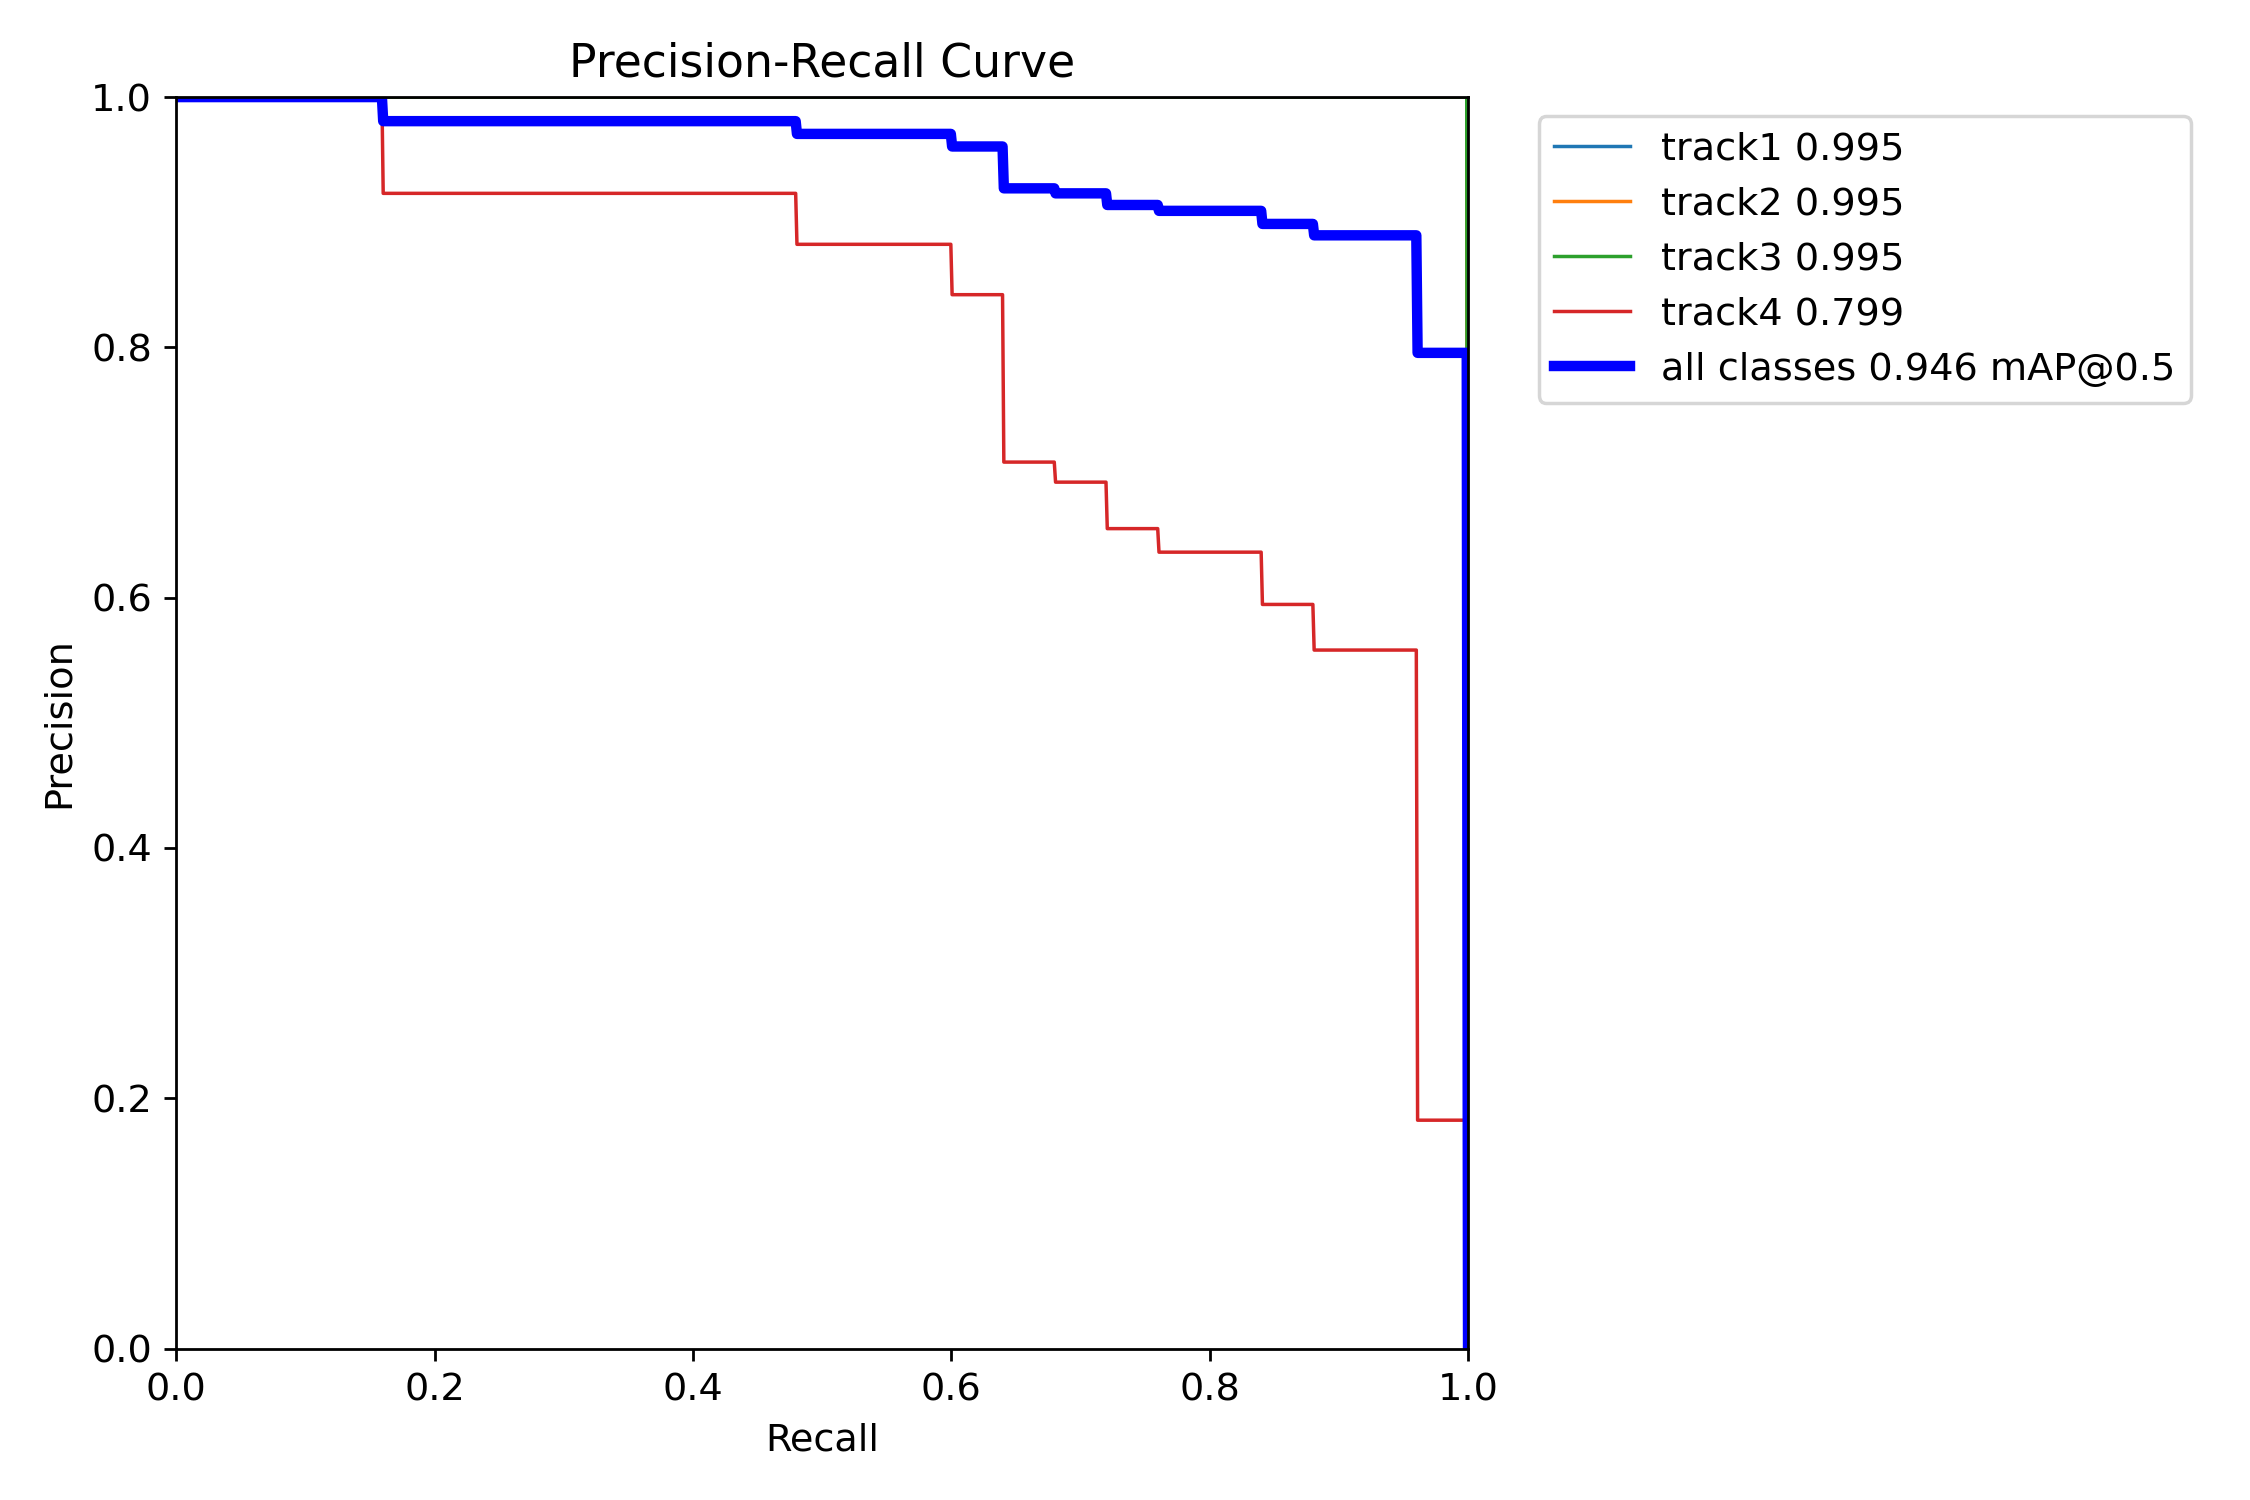 Precision-Recall Curve
1.0
0.8
0.6
0.4
0.2
0.0
Precision
0.0 0.2 0.4 0.6 0.8 1.0
Recall
track1 0.995
track2 0.995
track3 0.995
track4 0.799
all classes 0.946 mAP@0.5